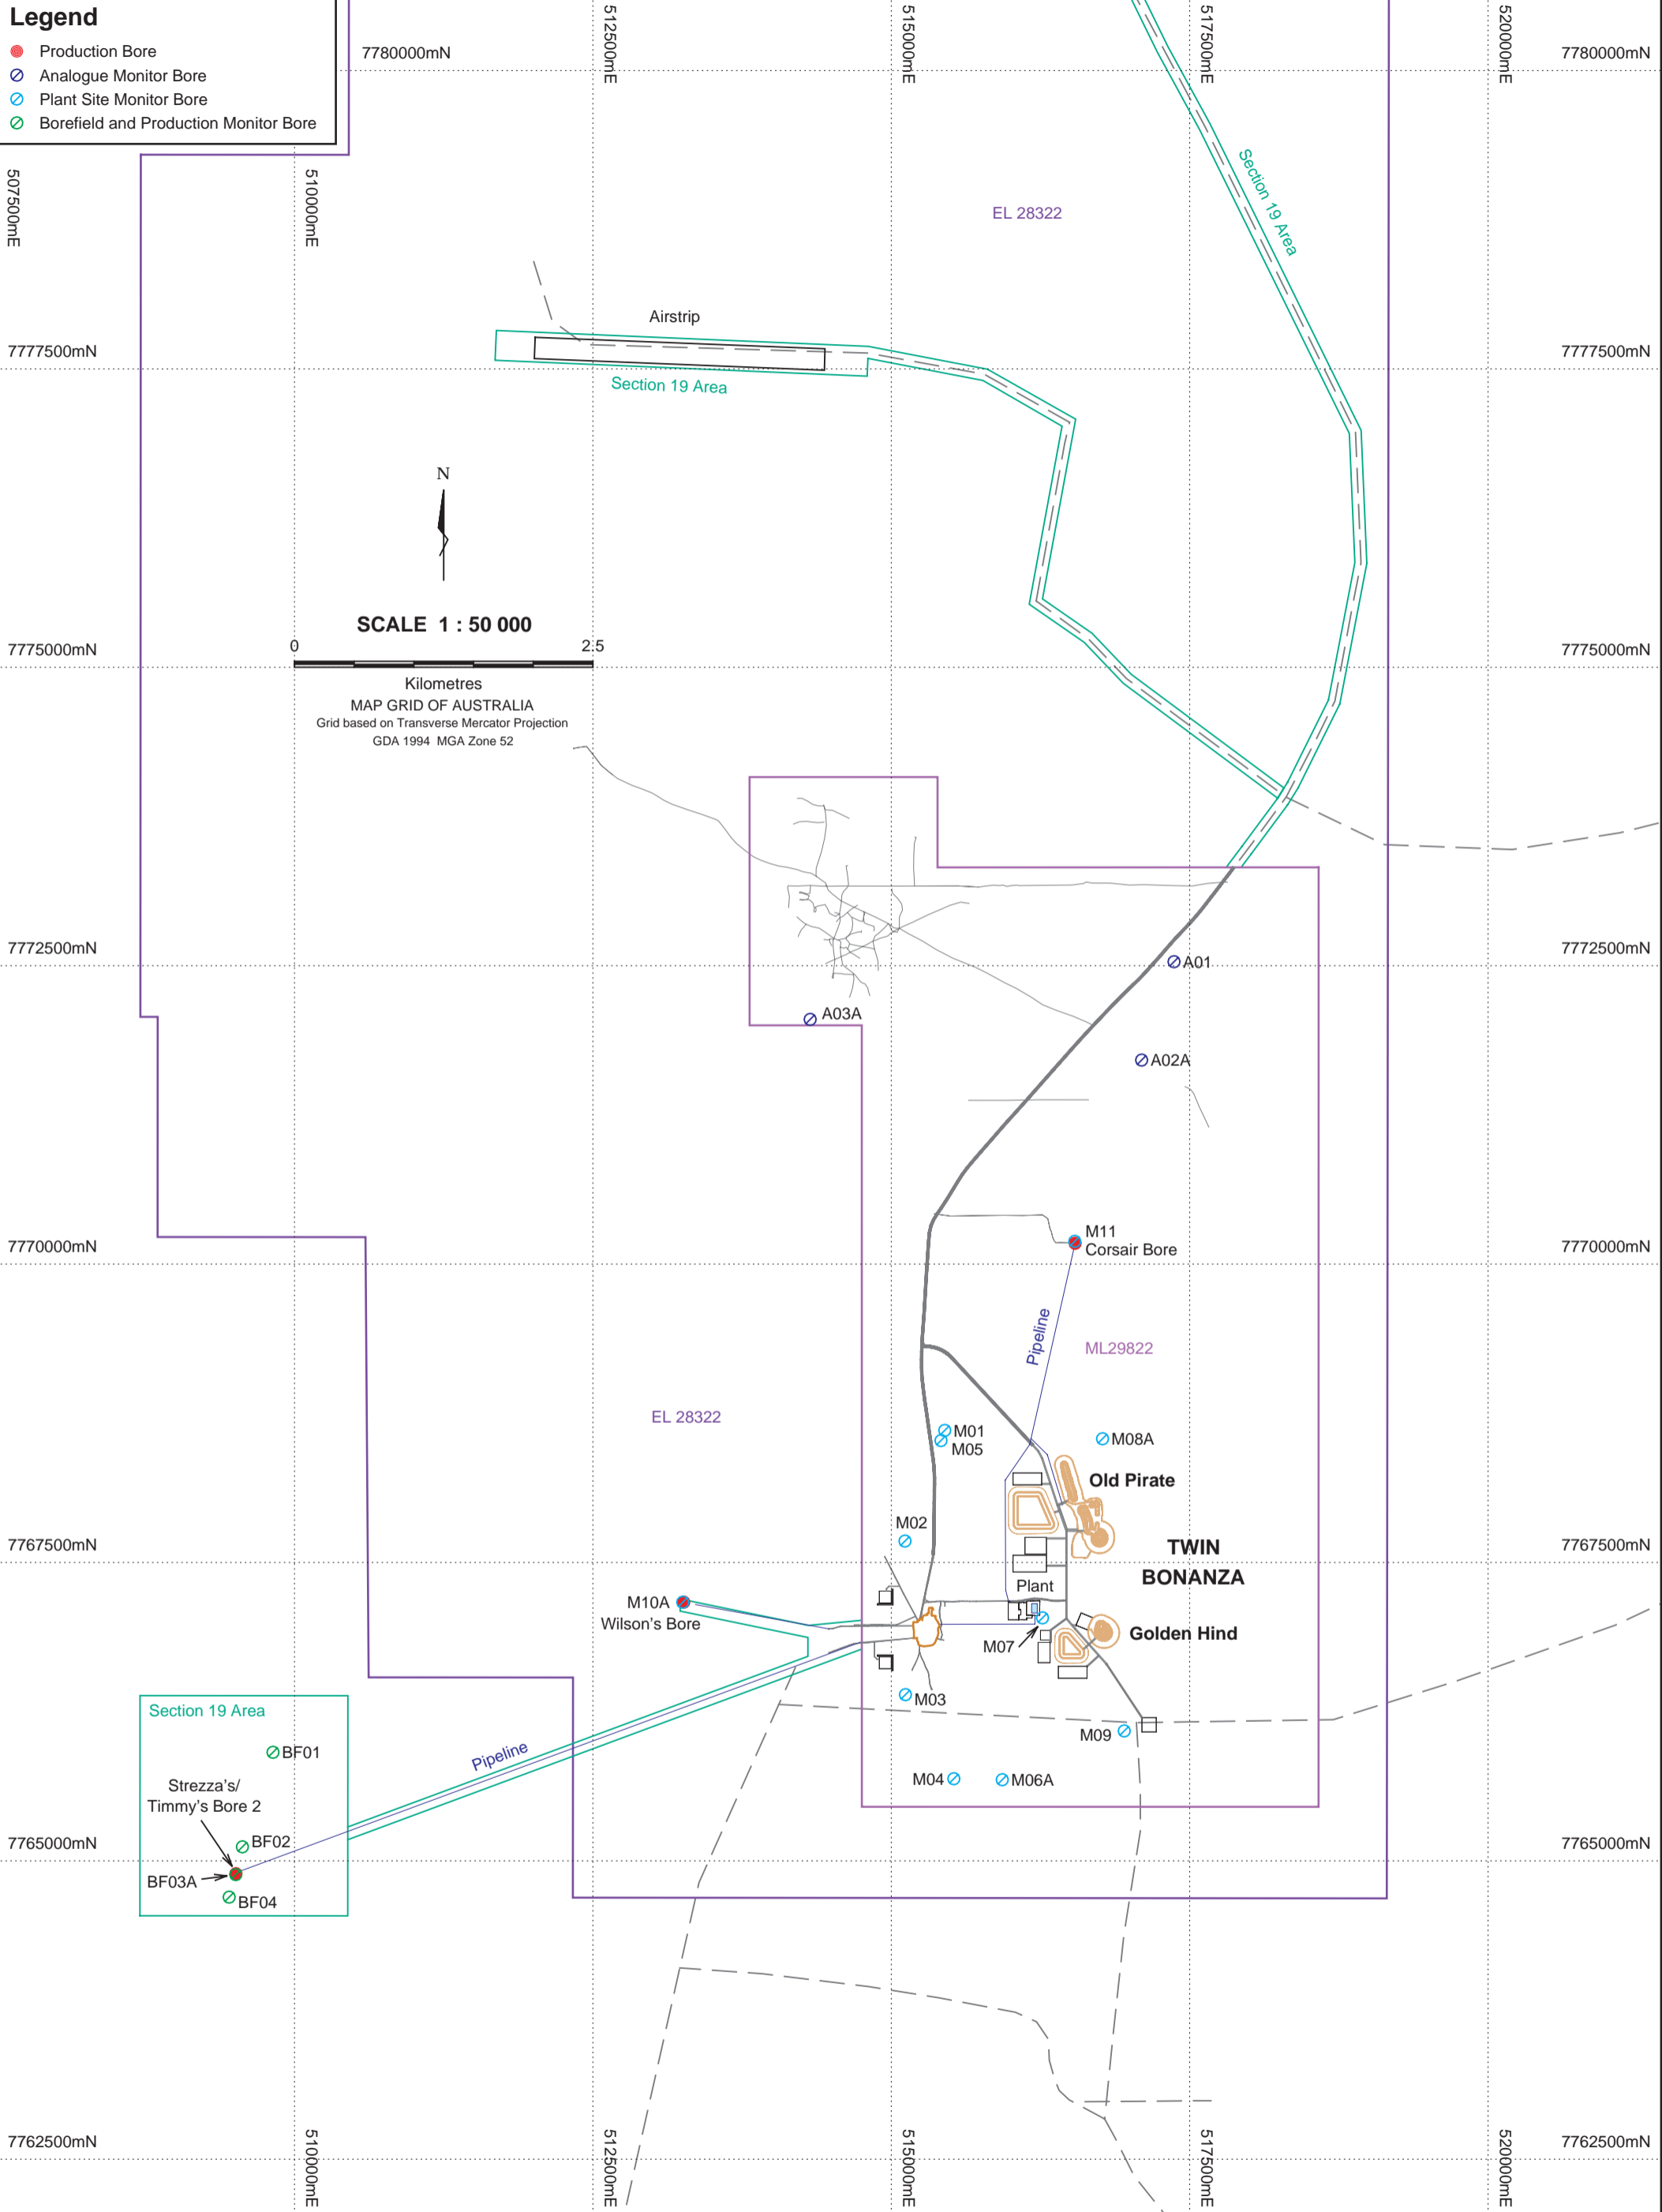 Legend
Production Bore
Analogue Monitor Bore
Plant Site Monitor Bore
Borefield and Production Monitor Bore
512500mE
515000mE
517500mE
520000mE
7780000mN
7780000mN
507500mE
510000mE
Section 19 Area
EL 28322
Airstrip
7777500mN
7777500mN
Section 19 Area
N
SCALE 1 : 50 000
0
2.5
7775000mN
7775000mN
Kilometres
MAP GRID OF AUSTRALIA
Grid based on Transverse Mercator Projection
GDA 1994 MGA Zone 52
7772500mN
7772500mN
A01
A03A
A02A
M11
Corsair Bore
7770000mN
7770000mN
Pipeline
ML29822
EL 28322
M01
M05
M08A
Old Pirate
M02
7767500mN
7767500mN
TWIN
BONANZA
Plant
M10A
Wilson's Bore
M07
Golden Hind
M03
Section 19 Area
M09
BF01
Pipeline
M04
M06A
Strezza's/
Timmy's Bore 2
BF02
7765000mN
7765000mN
BF03A
BF04
7762500mN
7762500mN
510000mE
512500mE
515000mE
517500mE
520000mE